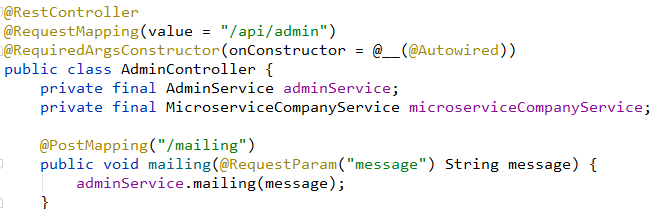 @RestController
@RequestMapping(value = "/api/admin")
@RequiredArgsConstructor(onConstructor = @__(@Autowired))
public class AdminController {
    private final AdminService adminService;
    private final MicroserviceCompanyService microserviceCompanyService;

    @PostMapping("/mailing")
    public void mailing(@RequestParam("message") String message) {
        adminService.mailing(message);
    }